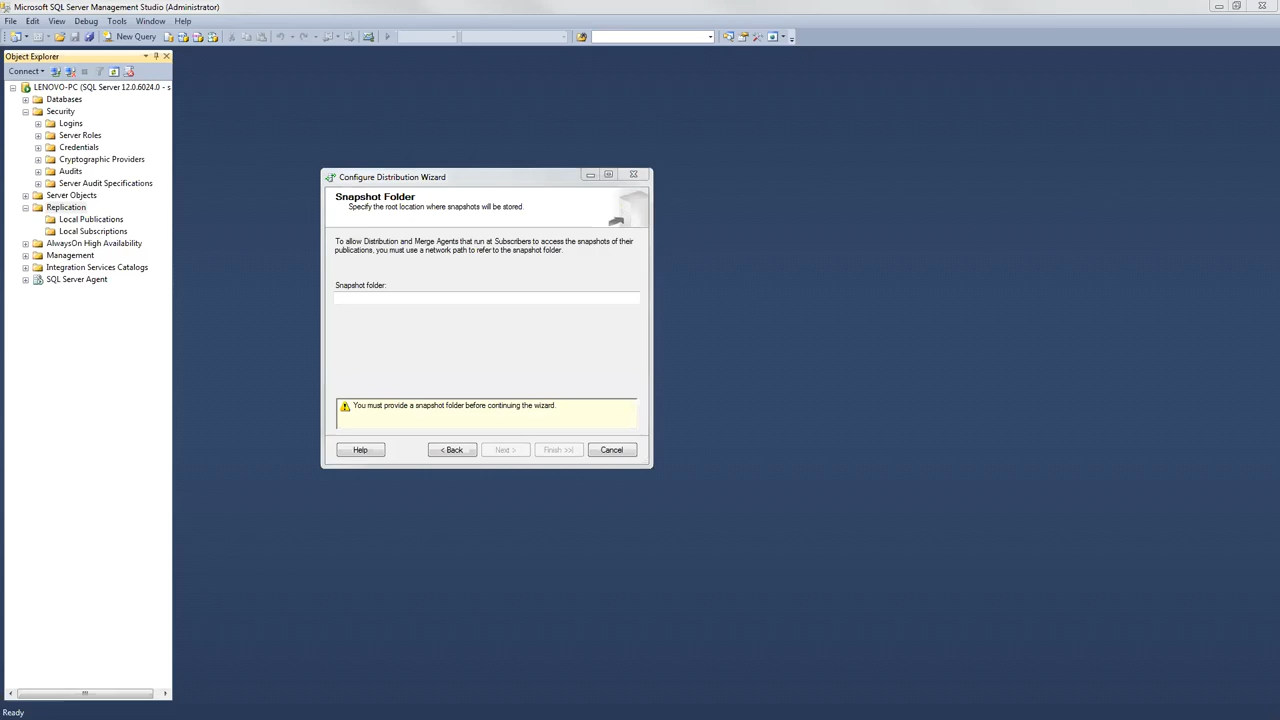 Microsoft SQL Server Management Studio (Administrator)
File Edit View Debug Tools Window Help
New Query
Object Explorer
Connect
LENOVO-PC (SQL Server 12.0.6024.0 - s
Databases
Security
Logins
Server Roles
Credentials
Cryptographic Providers
Audits
Server Audit Specifications
Server Objects
Replication
Local Publications
Local Subscriptions
AlwaysOn High Availability
Management
Integration Services Catalogs
SQL Server Agent
Configure Distribution Wizard
Snapshot Folder
Specify the root location where snapshots will be stored.
To allow Distribution and Merge Agents that run at Subscribers to access the snapshots of their
publications, you must use a network path to refer to the snapshot folder.
Snapshot folder:
You must provide a snapshot folder before continuing the wizard.
Help < Back Next > Finish >>| Cancel
Ready